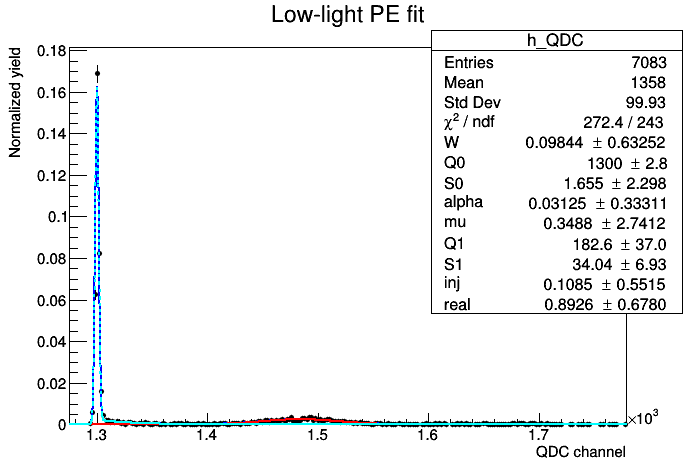 Low-light PE fit
Normalized yield
h_QDC
Entries 7083
Mean 1358
Std Dev 99.93
χ² / ndf 272.4 / 243
W 0.09844 ± 0.63252
Q0 1300 ± 2.8
S0 1.655 ± 2.298
alpha 0.03125 ± 0.33311
mu 0.3488 ± 2.7412
Q1 182.6 ± 37.0
S1 34.04 ± 6.93
inj 0.1085 ± 0.5515
real 0.8926 ± 0.6780
0.18
0.16
0.14
0.12
0.1
0.08
0.06
0.04
0.02
0
1.3 1.4 1.5 1.6 1.7
×10³
QDC channel